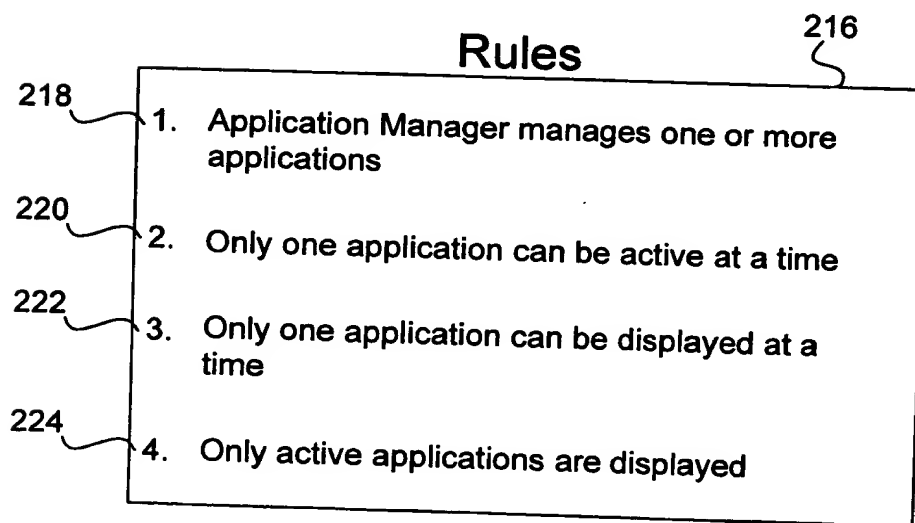 216
Rules
218
1. Application Manager manages one or more
applications
220
2. Only one application can be active at a time
222
3. Only one application can be displayed at a
time
224
4. Only active applications are displayed